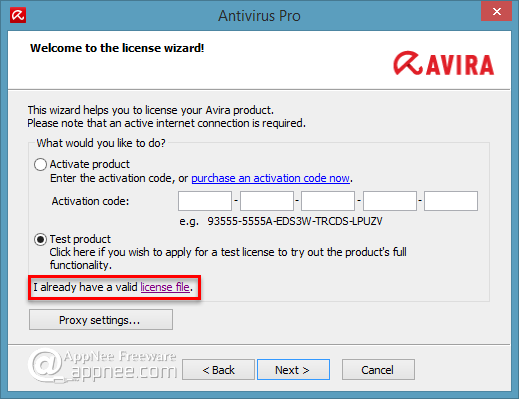 Antivirus Pro
Welcome to the license wizard!
AVIRA
This wizard helps you to license your Avira product.
Please note that an active internet connection is required.
What would you like to do?
Activate product
Enter the activation code, or purchase an activation code now.
Activation code: - - - -
e.g. 93555-5555A-EDS3W-TRCDS-LPUZV
Test product
Click here if you wish to apply for a test license to try out the product's full
functionality.
I already have a valid license file.
Proxy settings...
@ AppNee Freeware
appnee.com
< Back Next > Cancel